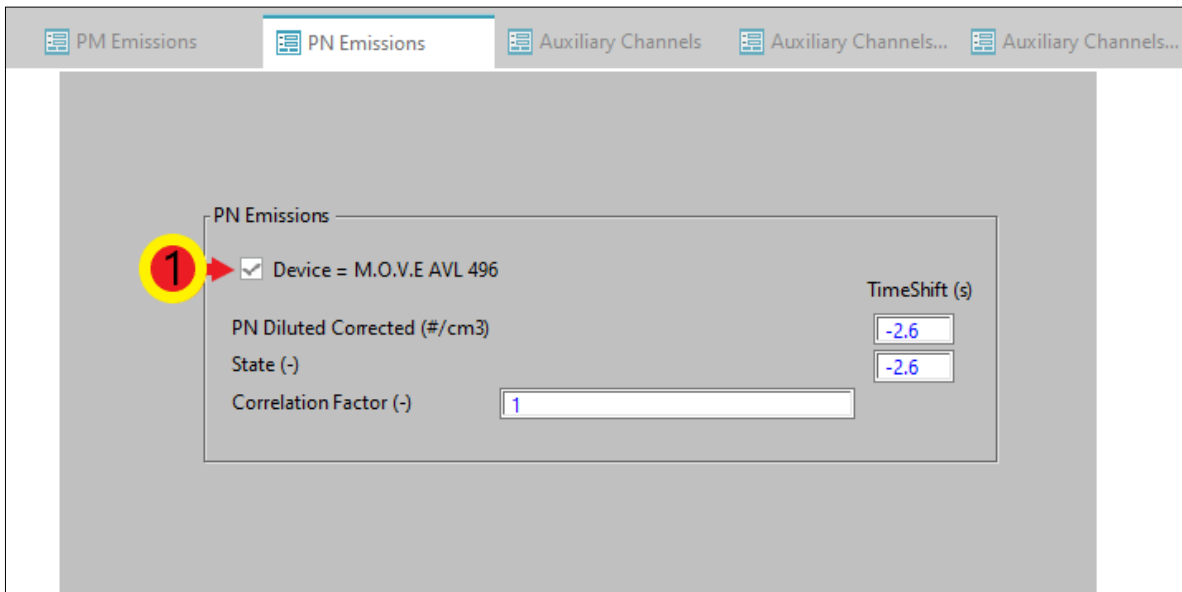 PM Emissions
PN Emissions
Auxiliary Channels
Auxiliary Channels...
Auxiliary Channels...
PN Emissions
1
Device = M.O.V.E AVL 496
TimeShift (s)
PN Diluted Corrected (#/cm3)
-2.6
State (-)
-2.6
Correlation Factor (-)
1